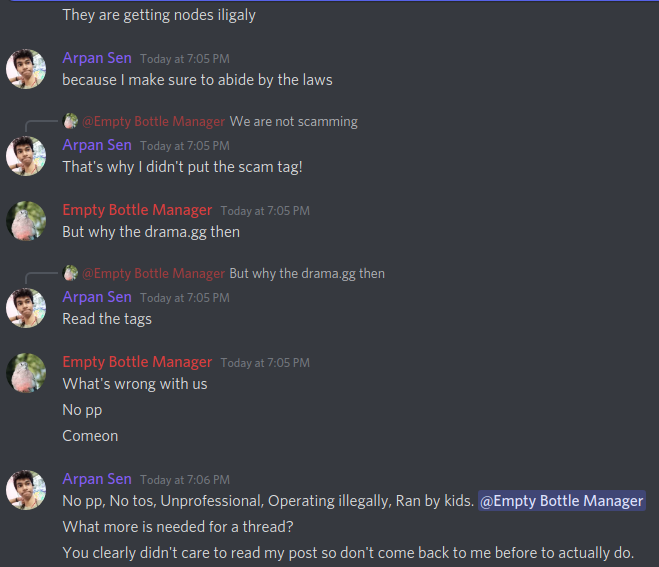 They are getting nodes iligaly
Arpan Sen Today at 7:05 PM
because I make sure to abide by the laws
@Empty Bottle Manager We are not scamming
Arpan Sen Today at 7:05 PM
That's why I didn't put the scam tag!
Empty Bottle Manager Today at 7:05 PM
But why the drama.gg then
@Empty Bottle Manager But why the drama.gg then
Arpan Sen Today at 7:05 PM
Read the tags
Empty Bottle Manager Today at 7:05 PM
What's wrong with us
No pp
Comeon
Arpan Sen Today at 7:06 PM
No pp, No tos, Unprofessional, Operating illegally, Ran by kids. @Empty Bottle Manager
What more is needed for a thread?
You clearly didn't care to read my post so don't come back to me before to actually do.